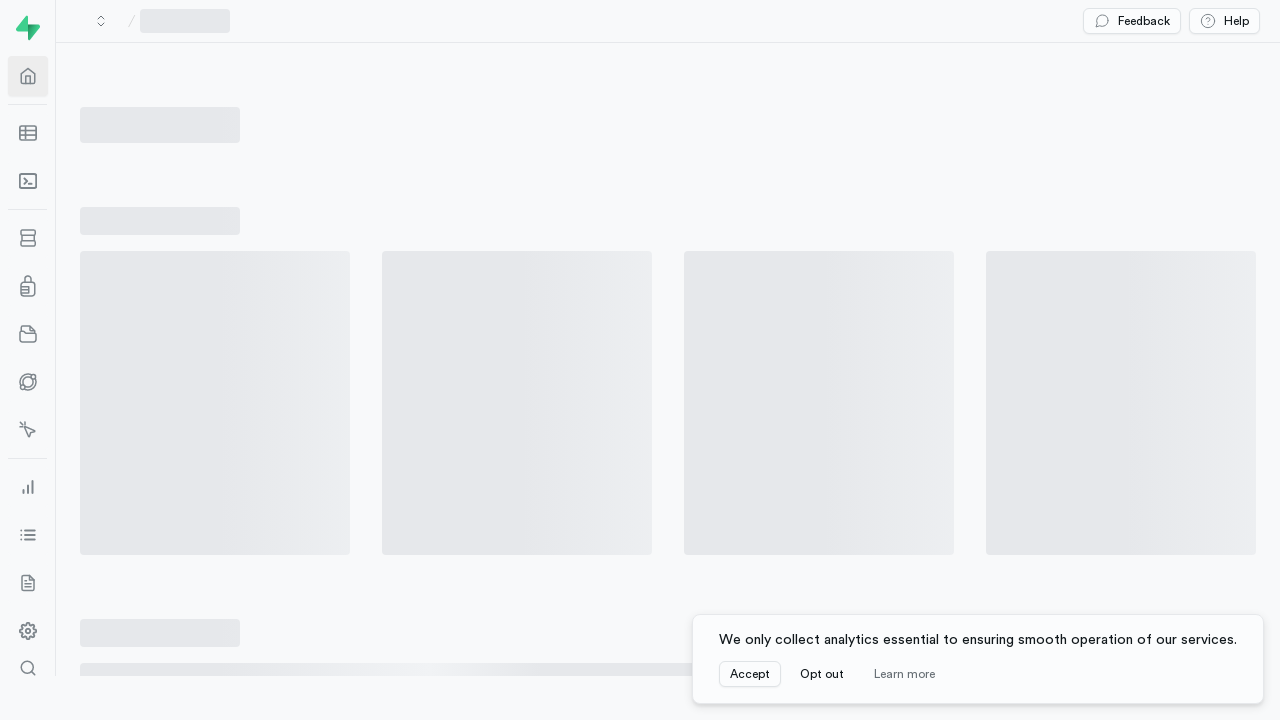 Feedback
Help
We only collect analytics essential to ensuring smooth operation of our services.
Accept
Opt out
Learn more